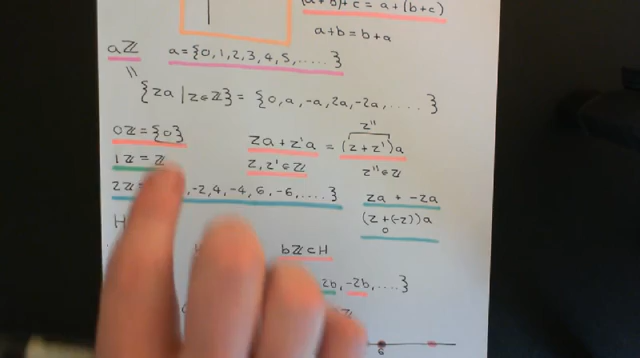 (a+b)+c = a+(b+c)
a+b=b+a
aℤ a={0,1,2,3,4,5,....}
=
{za | z∈ℤ} = {0,a,-a,2a,-2a,....}
z''
0ℤ={0} za+z'a = (z+z')a
1ℤ=ℤ z,z'∈ℤ z''∈ℤ
2ℤ= ,-2,4,-4,6,-6,....} za + -za
(z+(-z))a
0
H bℤ⊂H
2b,-2b,....}
b